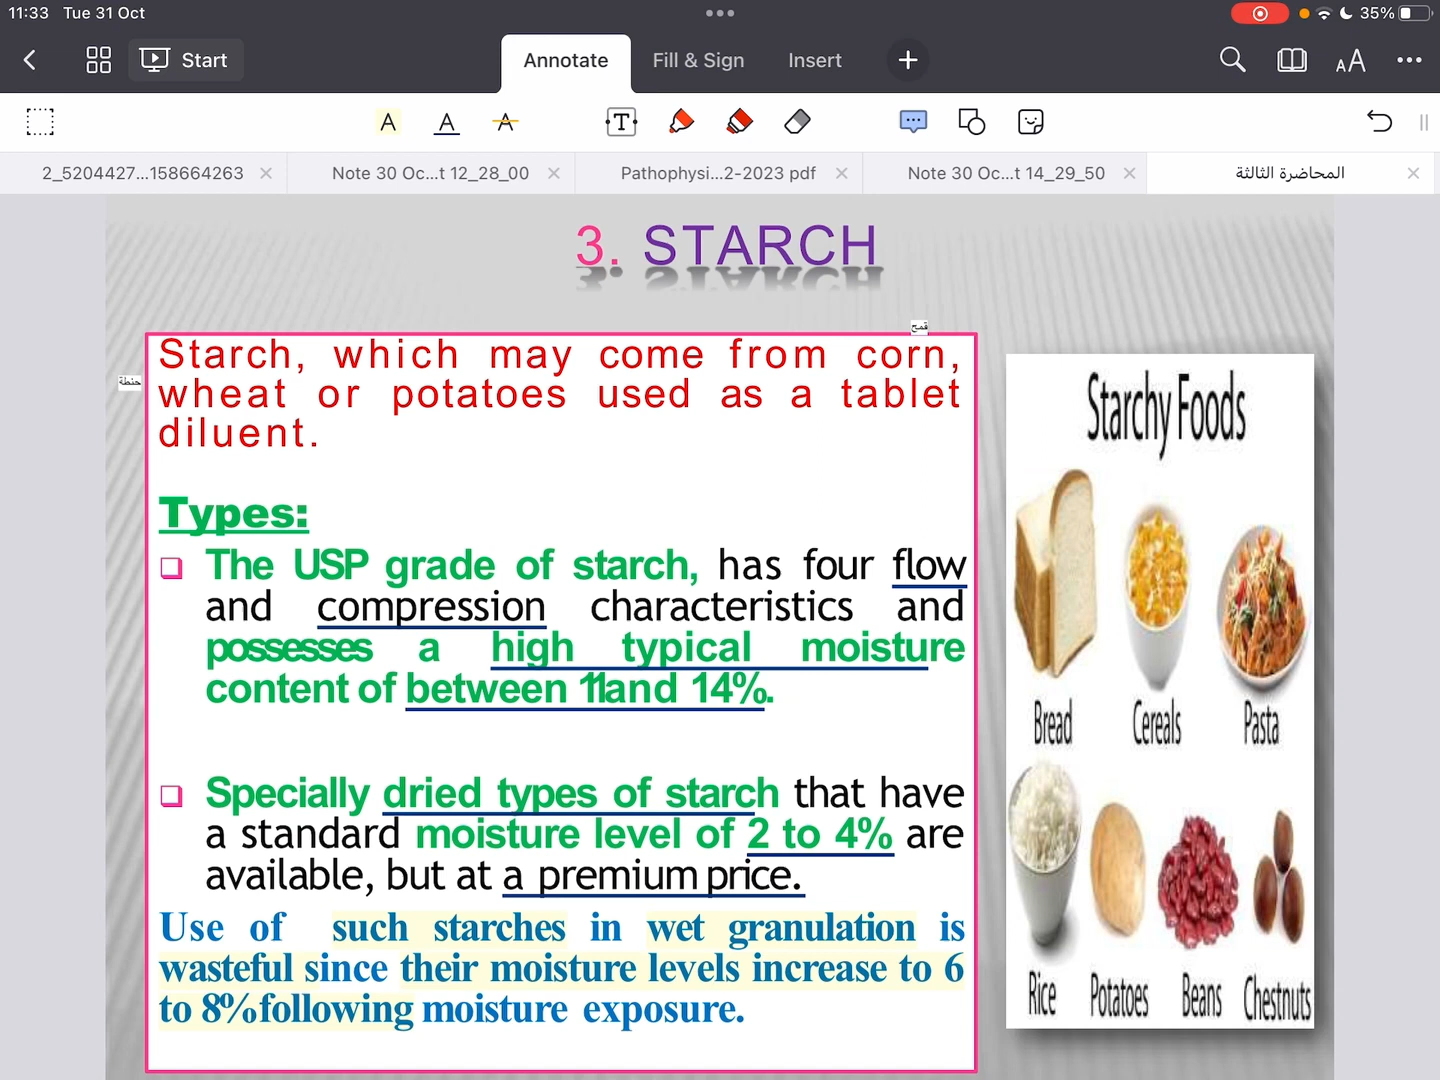 11:33 Tue 31 Oct
35%
Start
Annotate
Fill & Sign
Insert
2_5204427...158664263
Note 30 Oc...t 12_28_00
Pathophysi...2-2023 pdf
Note 30 Oc...t 14_29_50
المحاضرة الثالثة
3. STARCH
قمح
Starch, which may come from corn,
حنطة
wheat or potatoes used as a tablet
diluent.
Types:
The USP grade of starch, has four flow
and compression characteristics and
possesses a high typical moisture
content of between 11and 14%.
Specially dried types of starch that have
a standard moisture level of 2 to 4% are
available, but at a premium price.
Use of such starches in wet granulation is
wasteful since their moisture levels increase to 6
to 8%following moisture exposure.
Starchy Foods
Bread Cereals Pasta
Rice Potatoes Beans Chestnuts